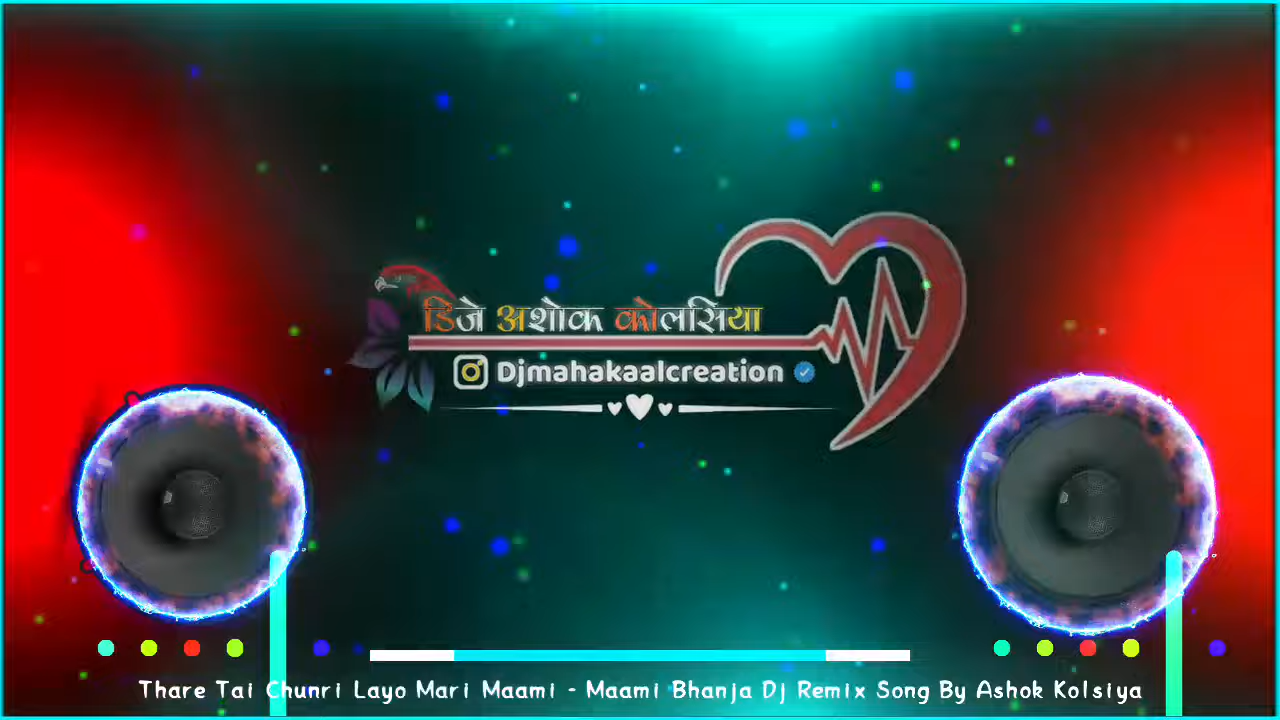 डिजे अशोक कोलसिया
Djmahakaalcreation
Thare Tai Chunri Layo Mari Maami - Maami Bhanja Dj Remix Song By Ashok Kolsiya